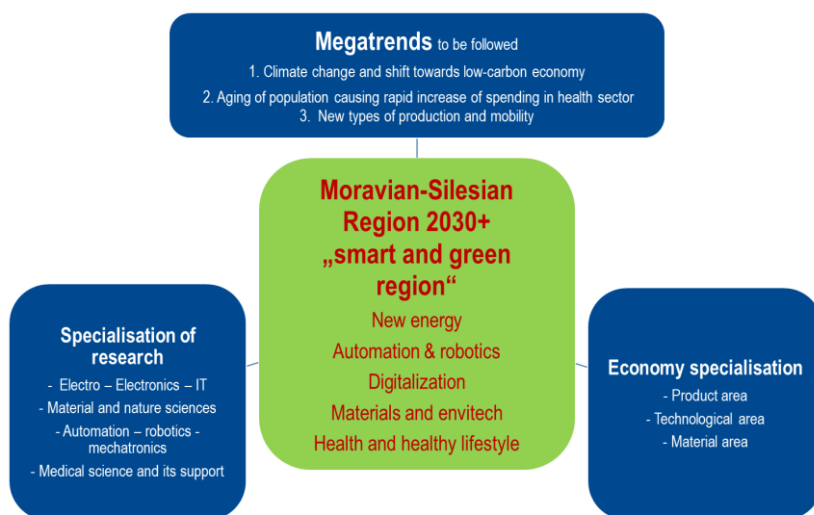 Megatrends to be followed
1. Climate change and shift towards low-carbon economy
2. Aging of population causing rapid increase of spending in health sector
3. New types of production and mobility
Moravian-Silesian
Region 2030+
„smart and green
region“
New energy
Automation & robotics
Digitalization
Materials and envitech
Health and healthy lifestyle
Specialisation of
research
- Electro – Electronics – IT
- Material and nature sciences
- Automation – robotics -
mechatronics
- Medical science and its support
Economy specialisation
- Product area
- Technological area
- Material area